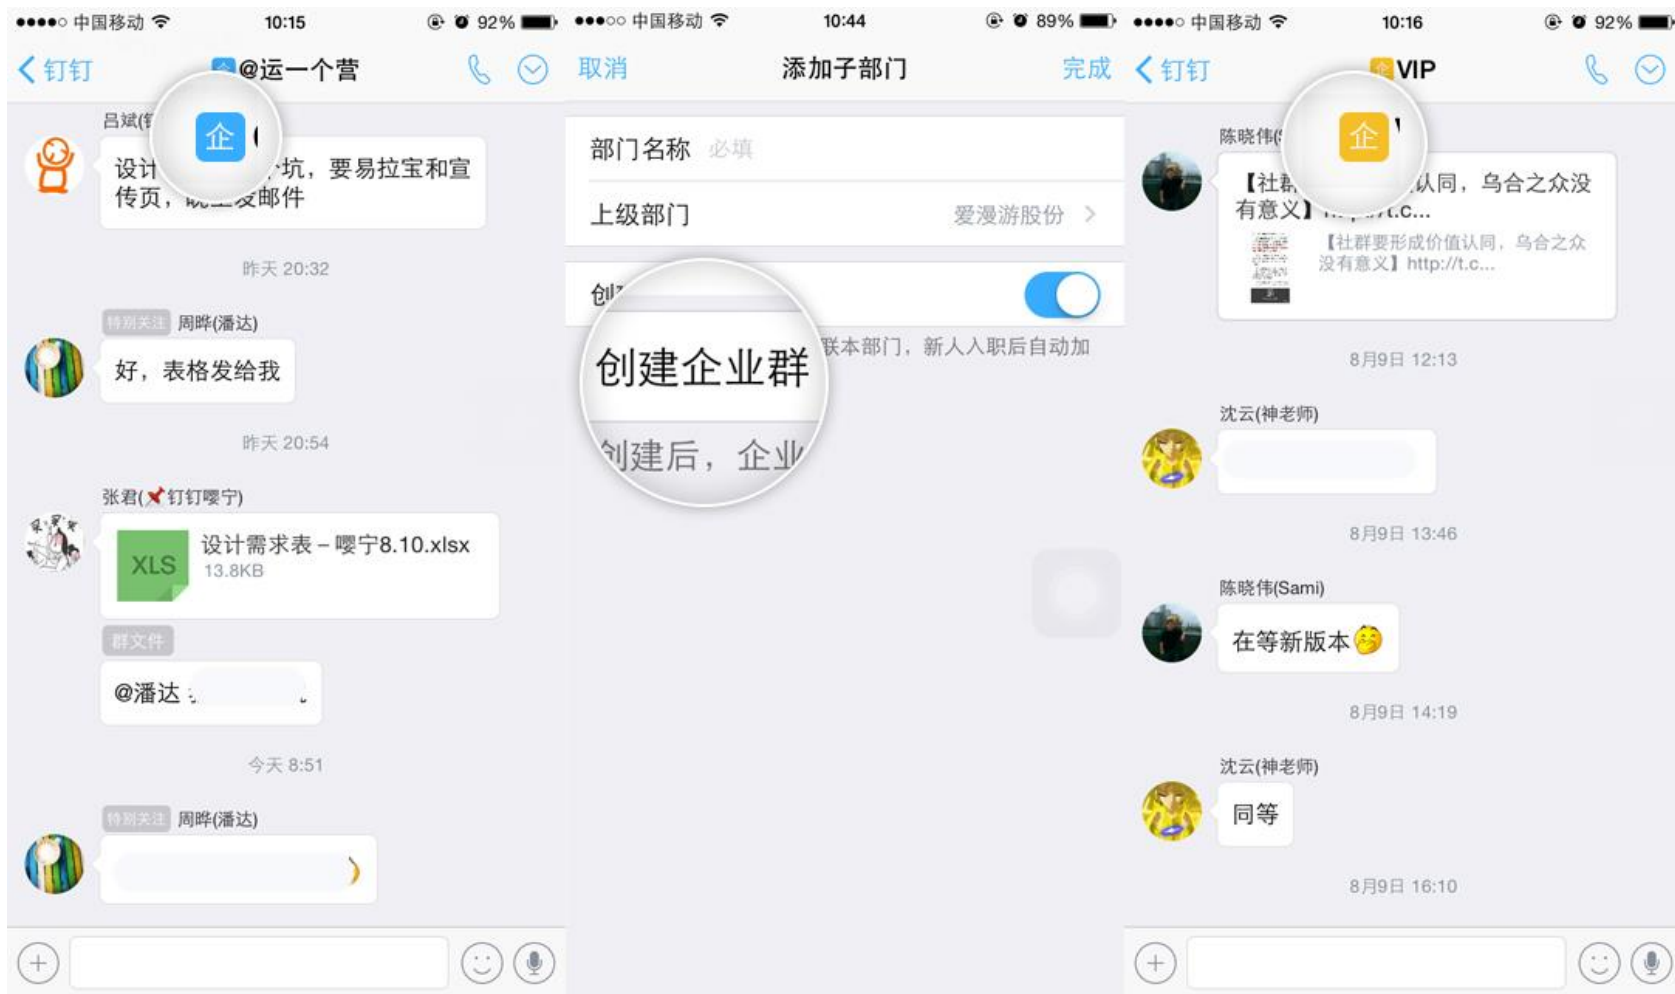 中国移动
10:15
92%
钉钉
企
@运一个营
吕斌(钉
企
设计
坑，要易拉宝和宣
传页，晚上发邮件
昨天 20:32
特别关注
周晔(潘达)
好，表格发给我
昨天 20:54
张君(📌钉钉嘤宁)
XLS
设计需求表－嘤宁8.10.xlsx
13.8KB
群文件
@潘达
今天 8:51
特别关注
周晔(潘达)
中国移动
10:44
89%
取消
添加子部门
完成
部门名称
必填
上级部门
爱漫游股份
创建
创建企业群
联本部门，新人入职后自动加
创建后，企业
中国移动
10:16
92%
钉钉
企
VIP
陈晓伟(S
企
【社群
认同，乌合之众没
有意义】http://t.c...
【社群要形成价值认同，乌合之众
没有意义】http://t.c...
8月9日 12:13
沈云(神老师)
8月9日 13:46
陈晓伟(Sami)
在等新版本
8月9日 14:19
沈云(神老师)
同等
8月9日 16:10